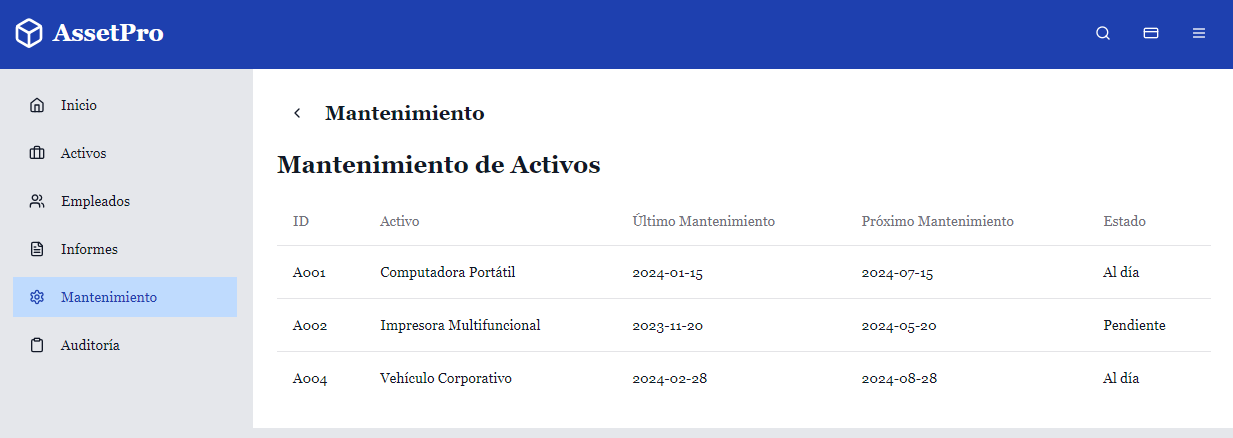 AssetPro
Inicio
Activos
Empleados
Informes
Mantenimiento
Auditoría
Mantenimiento
Mantenimiento de Activos
ID Activo Último Mantenimiento Próximo Mantenimiento Estado
A001 Computadora Portátil 2024-01-15 2024-07-15 Al día
A002 Impresora Multifuncional 2023-11-20 2024-05-20 Pendiente
A004 Vehículo Corporativo 2024-02-28 2024-08-28 Al día